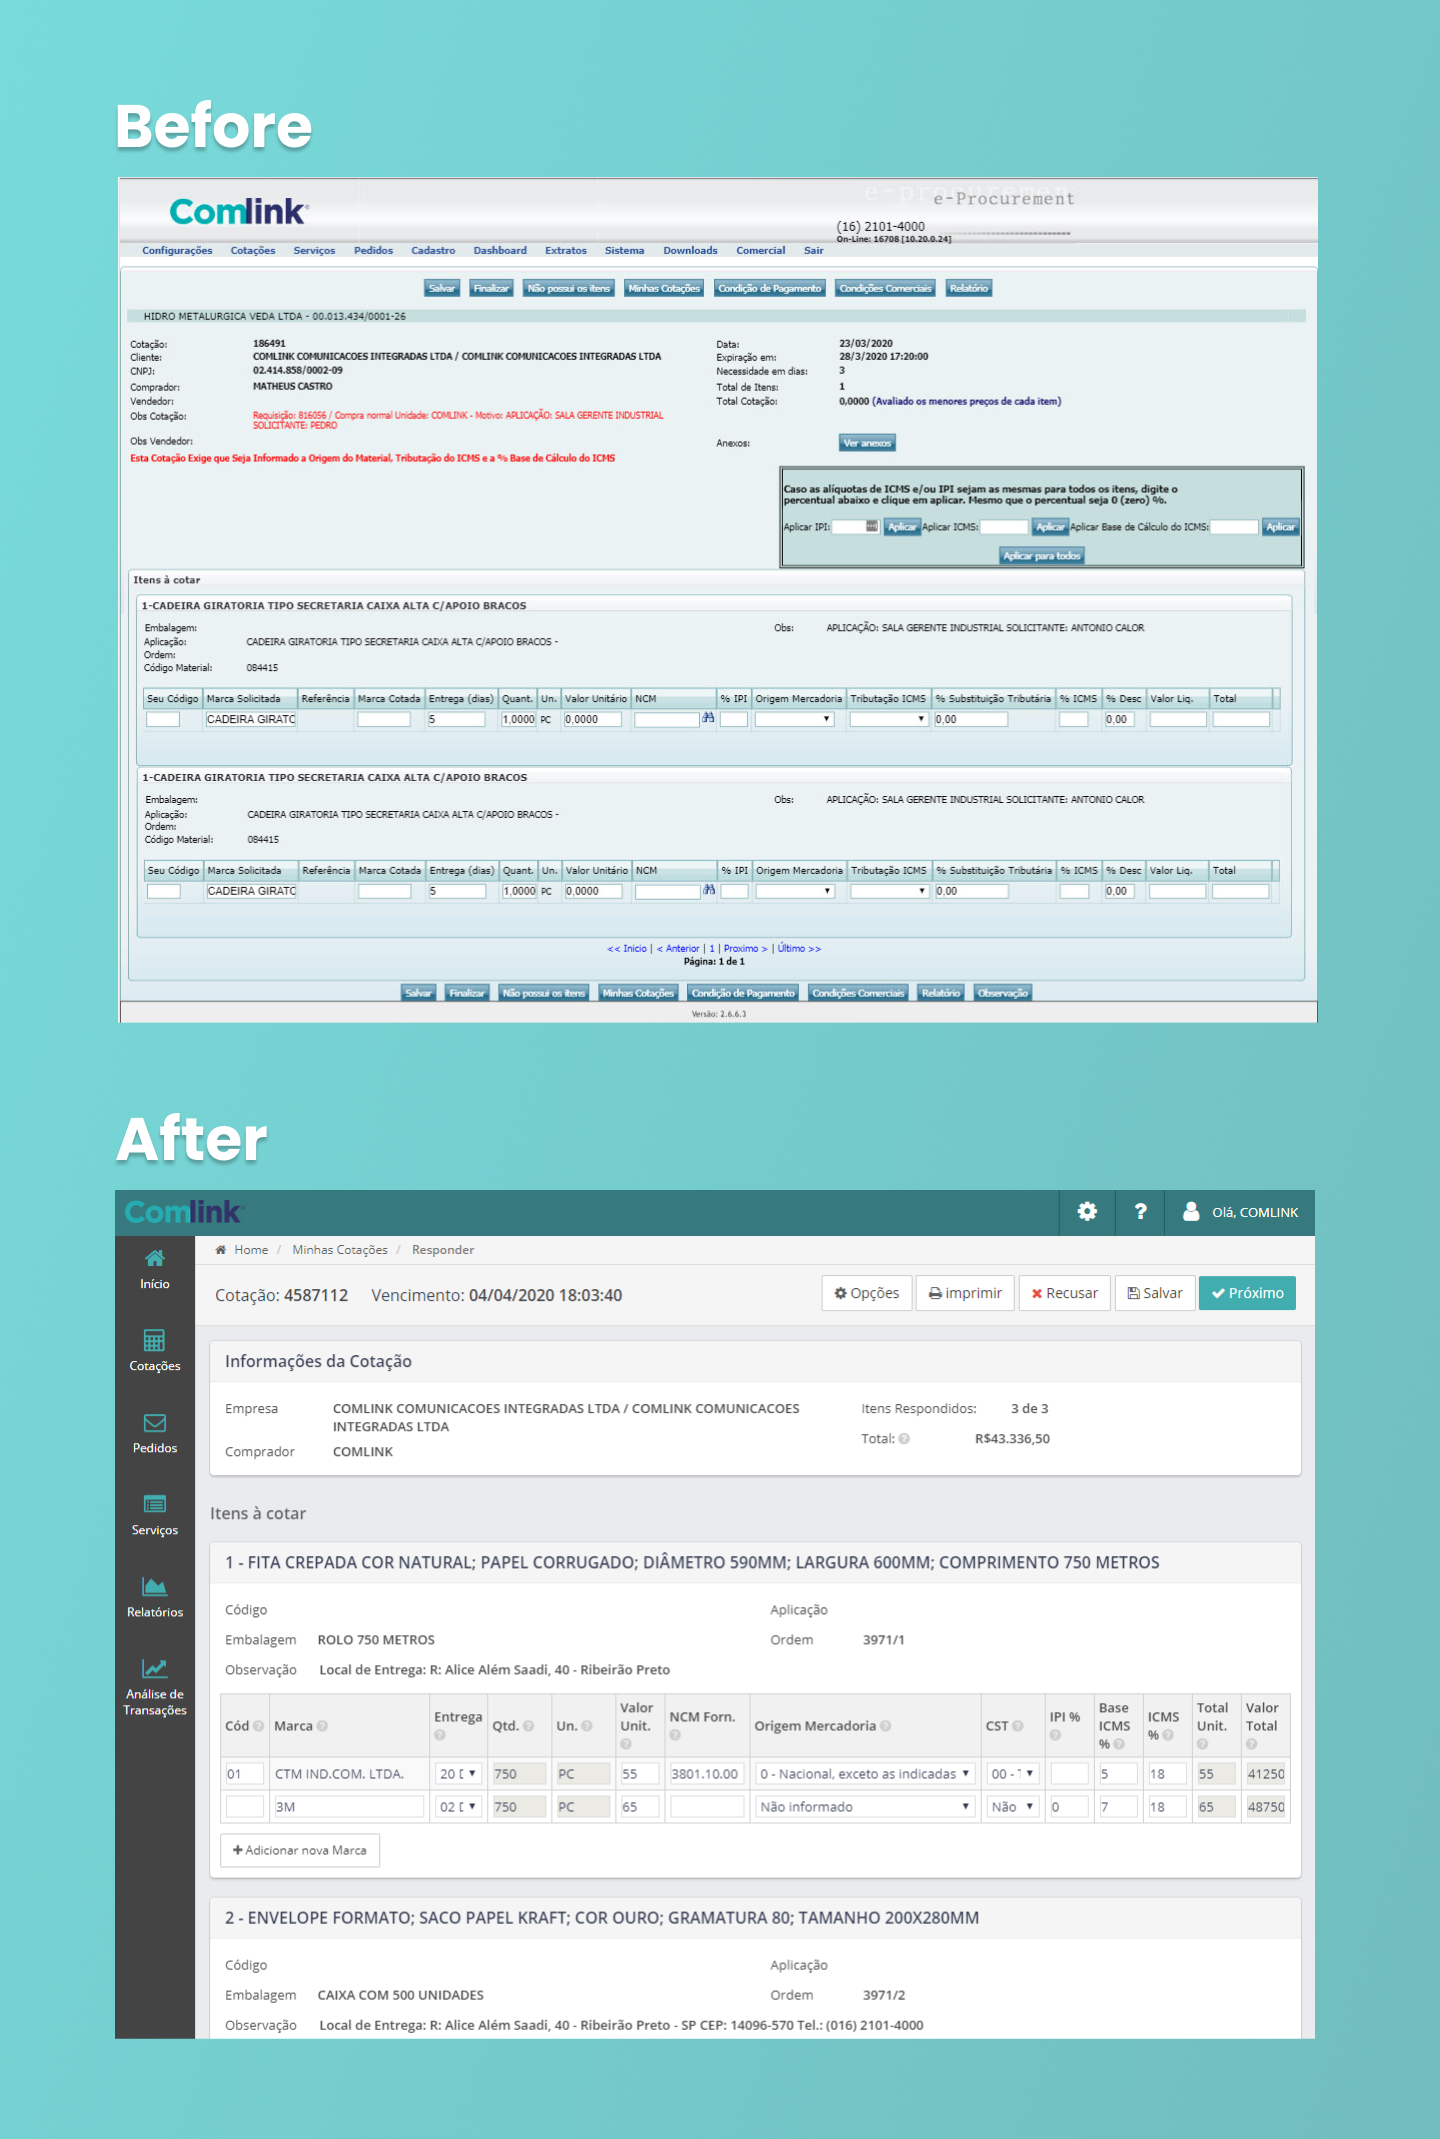 Before
Comlink
e-procurement
e-Procurement
(16) 2101-4000
On-Line: 16708 [10.20.0.24]
Configurações Cotações Serviços Pedidos Cadastro Dashboard Extratos Sistema Downloads Comercial Sair
Salvar Finalizar Não possui os itens Minhas Cotações Condição de Pagamento Condições Comerciais Relatório
HIDRO METALURGICA VEDA LTDA - 00.013.434/0001-26
Cotação: 186491 Data: 23/03/2020
Cliente: COMLINK COMUNICACOES INTEGRADAS LTDA / COMLINK COMUNICACOES INTEGRADAS LTDA Expiração em: 28/3/2020 17:20:00
CNPJ: 02.414.858/0002-09 Necessidade em dias: 3
Comprador: MATHEUS CASTRO Total de Itens: 1
Vendedor: Total Cotação: 0,0000 (Avaliado os menores preços de cada item)
Obs Cotação: Requisição: 816056 / Compra normal Unidade: COMLINK - Motivo: APLICAÇÃO: SALA GERENTE INDUSTRIAL
SOLICITANTE: PEDRO
Obs Vendedor: Anexos: Ver anexos
Esta Cotação Exige que Seja Informado a Origem do Material, Tributação do ICMS e a % Base de Cálculo do ICMS
Caso as alíquotas de ICMS e/ou IPI sejam as mesmas para todos os itens, digite o
percentual abaixo e clique em aplicar. Mesmo que o percentual seja 0 (zero) %.
Aplicar IPI: Aplicar Aplicar ICMS: Aplicar Aplicar Base de Cálculo do ICMS: Aplicar
Aplicar para todos
Itens à cotar
1-CADEIRA GIRATORIA TIPO SECRETARIA CAIXA ALTA C/APOIO BRACOS
Embalagem: Obs: APLICAÇÃO: SALA GERENTE INDUSTRIAL SOLICITANTE: ANTONIO CALOR
Aplicação: CADEIRA GIRATORIA TIPO SECRETARIA CAIXA ALTA C/APOIO BRACOS -
Ordem:
Código Material: 084415
Seu Código Marca Solicitada Referência Marca Cotada Entrega (dias) Quant. Un. Valor Unitário NCM % IPI Origem Mercadoria Tributação ICMS % Substituição Tributária % ICMS % Desc Valor Liq. Total
CADEIRA GIRATC 5 1,0000 PC 0,0000 0,00 0,00
1-CADEIRA GIRATORIA TIPO SECRETARIA CAIXA ALTA C/APOIO BRACOS
Embalagem: Obs: APLICAÇÃO: SALA GERENTE INDUSTRIAL SOLICITANTE: ANTONIO CALOR
Aplicação: CADEIRA GIRATORIA TIPO SECRETARIA CAIXA ALTA C/APOIO BRACOS -
Ordem:
Código Material: 084415
Seu Código Marca Solicitada Referência Marca Cotada Entrega (dias) Quant. Un. Valor Unitário NCM % IPI Origem Mercadoria Tributação ICMS % Substituição Tributária % ICMS % Desc Valor Liq. Total
CADEIRA GIRATC 5 1,0000 PC 0,0000 0,00 0,00
<< Inicio | < Anterior | 1 | Proximo > | Último >>
Página: 1 de 1
Salvar Finalizar Não possui os itens Minhas Cotações Condição de Pagamento Condições Comerciais Relatório Observação
Versão: 2.6.6.3
After
Comlink ? Olá, COMLINK
Home / Minhas Cotações / Responder
Cotação: 4587112 Vencimento: 04/04/2020 18:03:40 Opções imprimir Recusar Salvar Próximo
Início
Cotações
Pedidos
Serviços
Relatórios
Análise de
Transações
Informações da Cotação
Empresa COMLINK COMUNICACOES INTEGRADAS LTDA / COMLINK COMUNICACOES Itens Respondidos: 3 de 3
INTEGRADAS LTDA
Total: R$43.336,50
Comprador COMLINK
Itens à cotar
1 - FITA CREPADA COR NATURAL; PAPEL CORRUGADO; DIÂMETRO 590MM; LARGURA 600MM; COMPRIMENTO 750 METROS
Código Aplicação
Embalagem ROLO 750 METROS Ordem 3971/1
Observação Local de Entrega: R: Alice Além Saadi, 40 - Ribeirão Preto
Cód Marca Entrega Qtd. Un. Valor Unit. NCM Forn. Origem Mercadoria CST IPI % Base ICMS % ICMS % Total Unit. Valor Total
01 CTM IND.COM. LTDA. 20 D 750 PC 55 3801.10.00 0 - Nacional, exceto as indicadas 00 - T 5 18 55 41250
3M 02 D 750 PC 65 Não informado Não 0 7 18 65 48750
+ Adicionar nova Marca
2 - ENVELOPE FORMATO; SACO PAPEL KRAFT; COR OURO; GRAMATURA 80; TAMANHO 200X280MM
Código Aplicação
Embalagem CAIXA COM 500 UNIDADES Ordem 3971/2
Observação Local de Entrega: R: Alice Além Saadi, 40 - Ribeirão Preto - SP CEP: 14096-570 Tel.: (016) 2101-4000